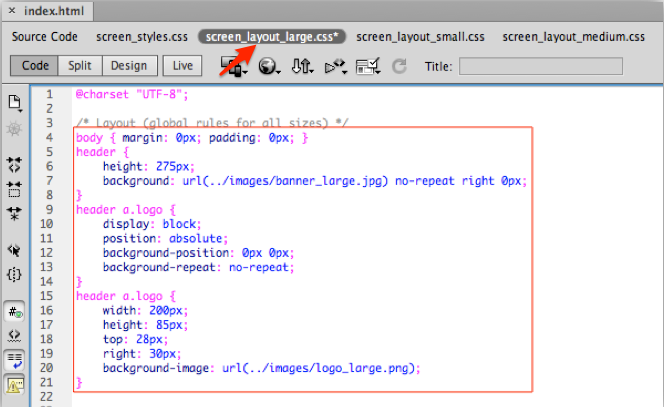 × index.html
Source Code screen_styles.css screen_layout_large.css* screen_layout_small.css screen_layout_medium.css
Code Split Design Live Title:
1 @charset "UTF-8";
2
3 /* Layout (global rules for all sizes) */
4 body { margin: 0px; padding: 0px; }
5 header {
6 height: 275px;
7 background: url(../images/banner_large.jpg) no-repeat right 0px;
8 }
9 header a.logo {
10 display: block;
11 position: absolute;
12 background-position: 0px 0px;
13 background-repeat: no-repeat;
14 }
15 header a.logo {
16 width: 200px;
17 height: 85px;
18 top: 28px;
19 right: 30px;
20 background-image: url(../images/logo_large.png);
21 }
22